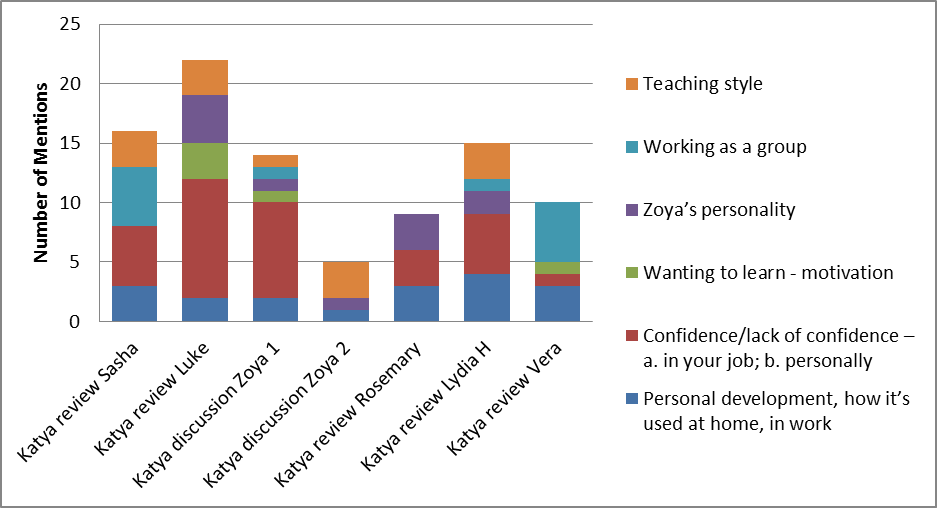 25
20
15
10
5
0
Number of Mentions
Katya review Sasha
Katya review Luke
Katya discussion Zoya 1
Katya discussion Zoya 2
Katya review Rosemary
Katya review Lydia H
Katya review Vera
Teaching style
Working as a group
Zoya’s personality
Wanting to learn - motivation
Confidence/lack of confidence –
a. in your job; b. personally
Personal development, how it’s
used at home, in work